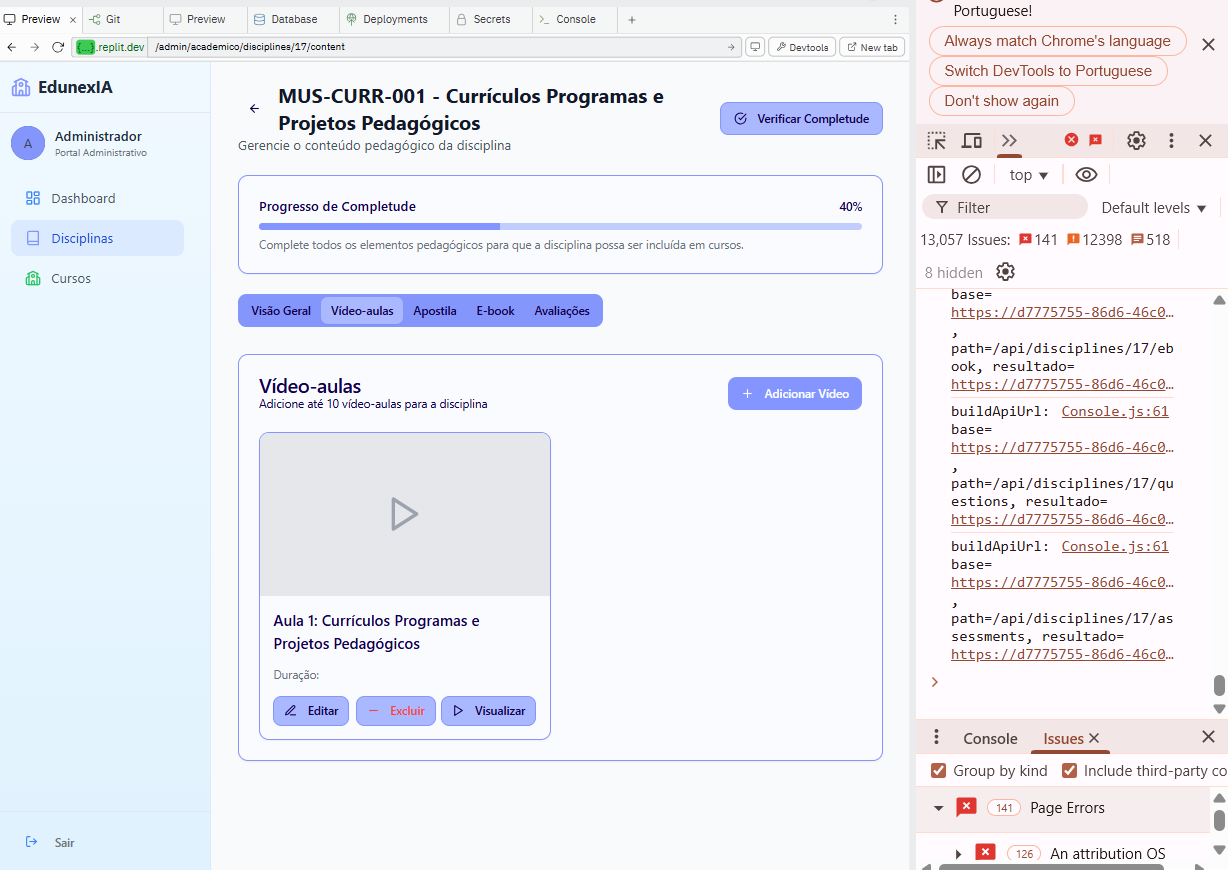 Preview
Git
Preview
Database
Deployments
Secrets
Console
{...}.replit.dev
/admin/academico/disciplines/17/content
Devtools
New tab
EdunexIA
A
Administrador
Portal Administrativo
Dashboard
Disciplinas
Cursos
Sair
MUS-CURR-001 - Currículos Programas e
Projetos Pedagógicos
Gerencie o conteúdo pedagógico da disciplina
Verificar Completude
Progresso de Completude
40%
Complete todos os elementos pedagógicos para que a disciplina possa ser incluída em cursos.
Visão Geral
Vídeo-aulas
Apostila
E-book
Avaliações
Vídeo-aulas
Adicione até 10 vídeo-aulas para a disciplina
Adicionar Vídeo
Aula 1: Currículos Programas e
Projetos Pedagógicos
Duração:
Editar
Excluir
Visualizar
Portuguese!
Always match Chrome's language
Switch DevTools to Portuguese
Don't show again
top
Filter
Default levels
13,057 Issues: 141 12398 518
8 hidden
base=
https://d7775755-86d6-46c0…
,
path=/api/disciplines/17/eb
ook, resultado=
https://d7775755-86d6-46c0…
buildApiUrl: Console.js:61
base=
https://d7775755-86d6-46c0…
,
path=/api/disciplines/17/qu
estions, resultado=
https://d7775755-86d6-46c0…
buildApiUrl: Console.js:61
base=
https://d7775755-86d6-46c0…
,
path=/api/disciplines/17/as
sessments, resultado=
https://d7775755-86d6-46c0…
Console
Issues
Group by kind
Include third-party co
141 Page Errors
126 An attribution OS